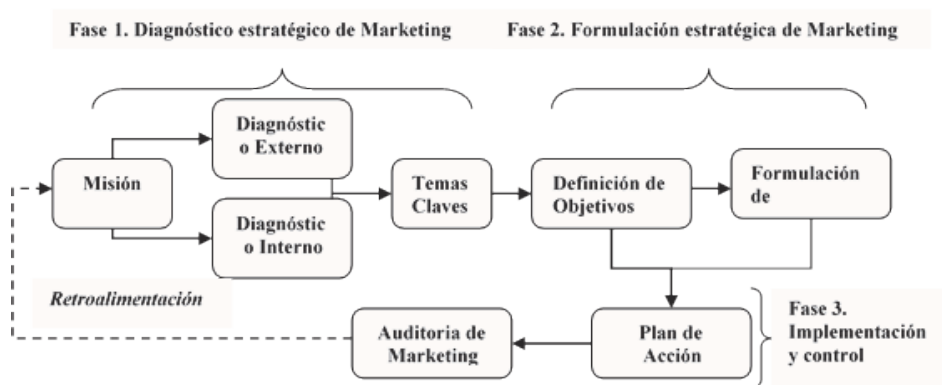 Fase 1. Diagnóstico estratégico de Marketing
Fase 2. Formulación estratégica de Marketing
Misión
Diagnóstic
o Externo
Diagnóstic
o Interno
Temas
Claves
Definición de
Objetivos
Formulación
de
Retroalimentación
Auditoria de
Marketing
Plan de
Acción
Fase 3.
Implementación
y control